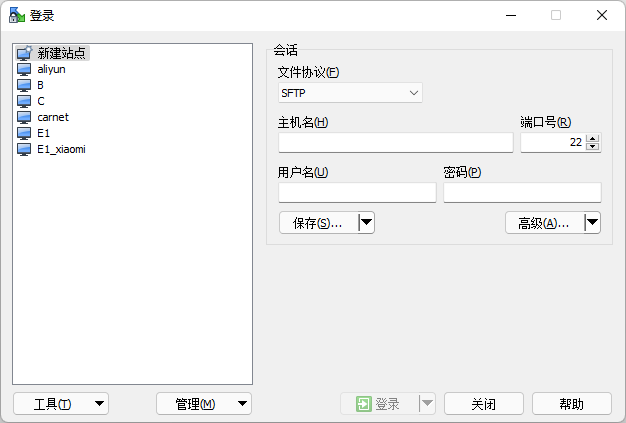 登录
新建站点
aliyun
B
C
carnet
E1
E1_xiaomi
会话
文件协议(F)
SFTP
主机名(H)
端口号(R)
22
用户名(U)
密码(P)
保存(S)...
高级(A)...
工具(T)
管理(M)
登录
关闭
帮助